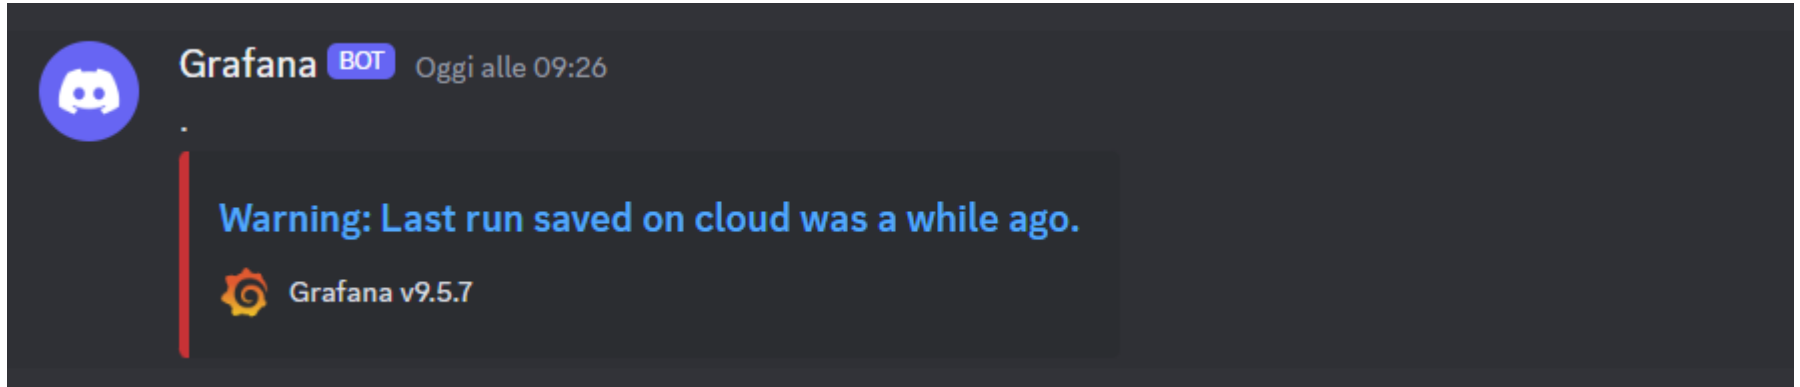 Grafana BOT Oggi alle 09:26
.
Warning: Last run saved on cloud was a while ago.
Grafana v9.5.7